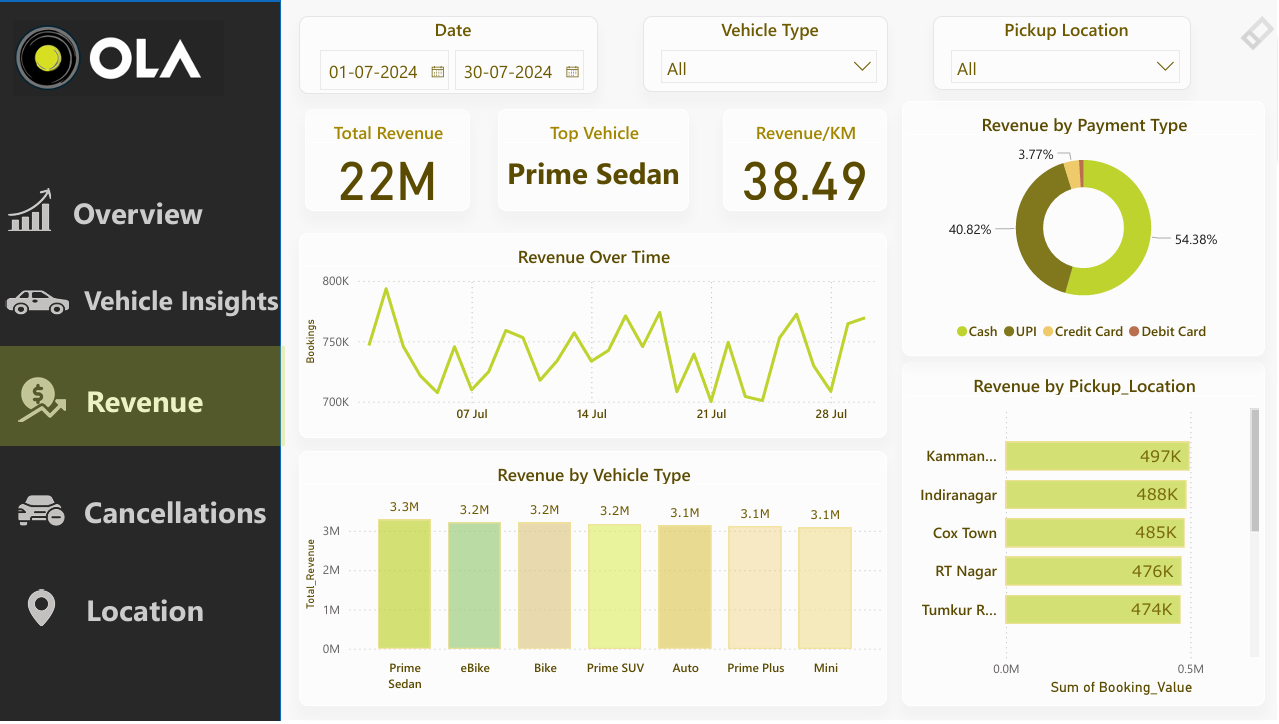 OLA
Overview
Vehicle Insights
Revenue
Cancellations
Location
Date
01-07-2024 30-07-2024
Vehicle Type
All
Pickup Location
All
Total Revenue
22M
Top Vehicle
Prime Sedan
Revenue/KM
38.49
Revenue by Payment Type
3.77%
40.82%
54.38%
Cash UPI Credit Card Debit Card
Revenue Over Time
Bookings
800K
750K
700K
07 Jul 14 Jul 21 Jul 28 Jul
Revenue by Vehicle Type
Total_Revenue
3.3M 3.2M 3.2M 3.2M 3.1M 3.1M 3.1M
3M
2M
1M
0M
Prime Sedan eBike Bike Prime SUV Auto Prime Plus Mini
Revenue by Pickup_Location
Kamman... 497K
Indiranagar 488K
Cox Town 485K
RT Nagar 476K
Tumkur R... 474K
0.0M 0.5M
Sum of Booking_Value